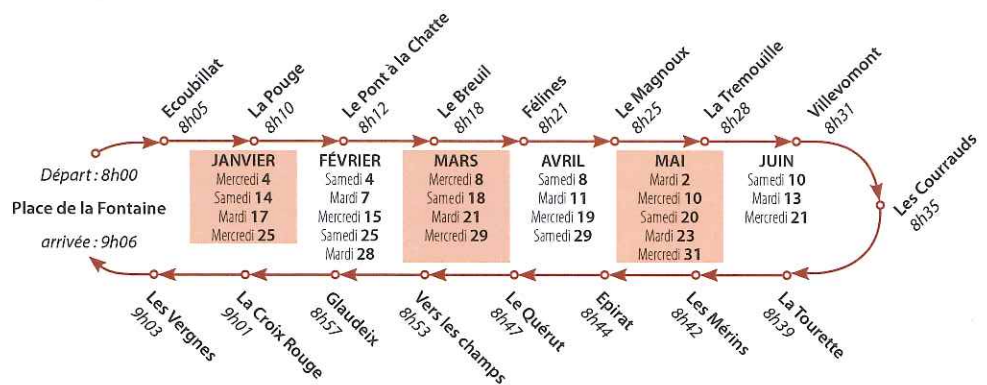 Départ : 8h00
Place de la Fontaine
arrivée : 9h06
Ecoubillat
8h05
La Pouge
8h10
Le Pont à la Chatte
8h12
Le Breuil
8h18
Félines
8h21
Le Magnoux
8h25
La Tremouille
8h28
Villevomont
8h31
Les Courrauds
8h35
JANVIER
Mercredi 4
Samedi 14
Mardi 17
Mercredi 25
FÉVRIER
Samedi 4
Mardi 7
Mercredi 15
Samedi 25
Mardi 28
MARS
Mercredi 8
Samedi 18
Mardi 21
Mercredi 29
AVRIL
Samedi 8
Mardi 11
Mercredi 19
Samedi 29
MAI
Mardi 2
Mercredi 10
Samedi 20
Mardi 23
Mercredi 31
JUIN
Samedi 10
Mardi 13
Mercredi 21
La Tourette
8h39
Les Mérins
8h42
Epirat
8h44
Le Quérut
8h47
Vers les champs
8h53
Glaudeix
8h57
La Croix Rouge
9h01
Les Vergnes
9h03